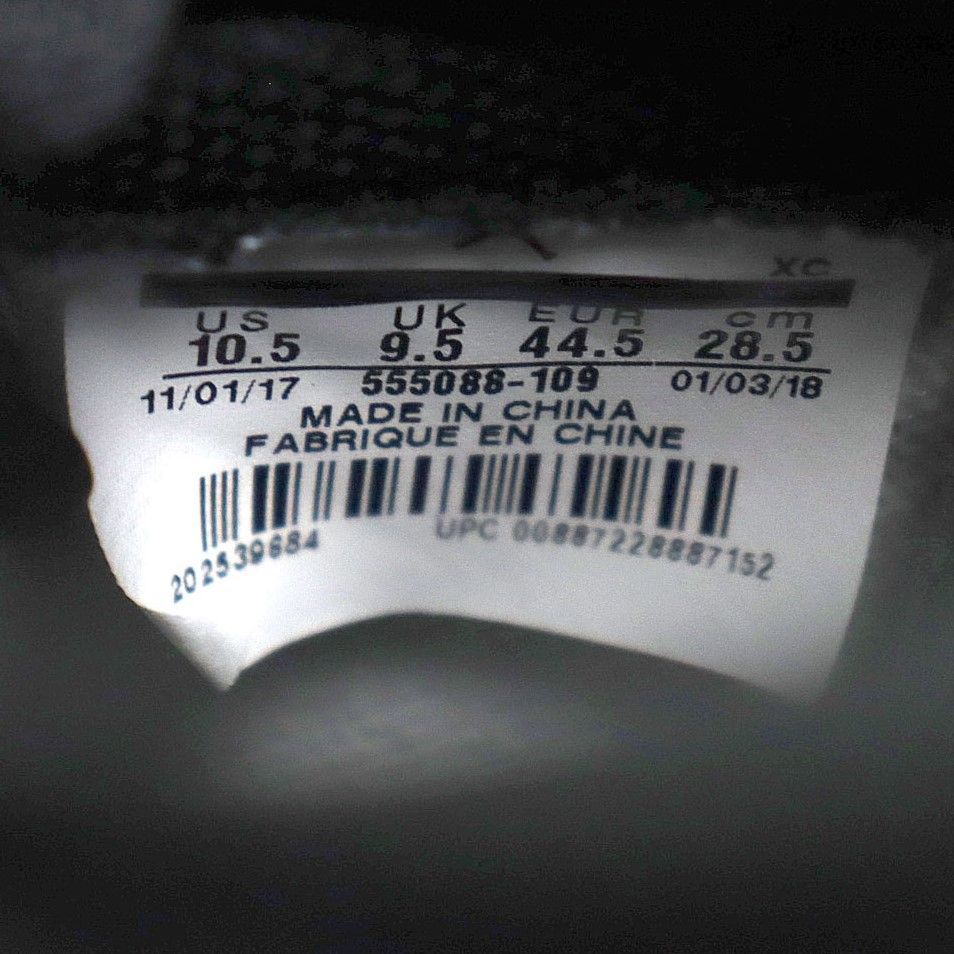 XC
US UK EUR cm
10.5 9.5 44.5 28.5
11/01/17 555088-109 01/03/18
MADE IN CHINA
FABRIQUE EN CHINE
202539684 UPC 00887228887152